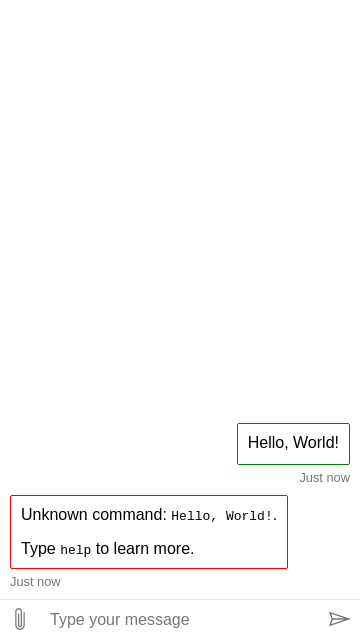 Hello, World!
Just now
Unknown command: Hello, World!.
Type help to learn more.
Just now
Type your message